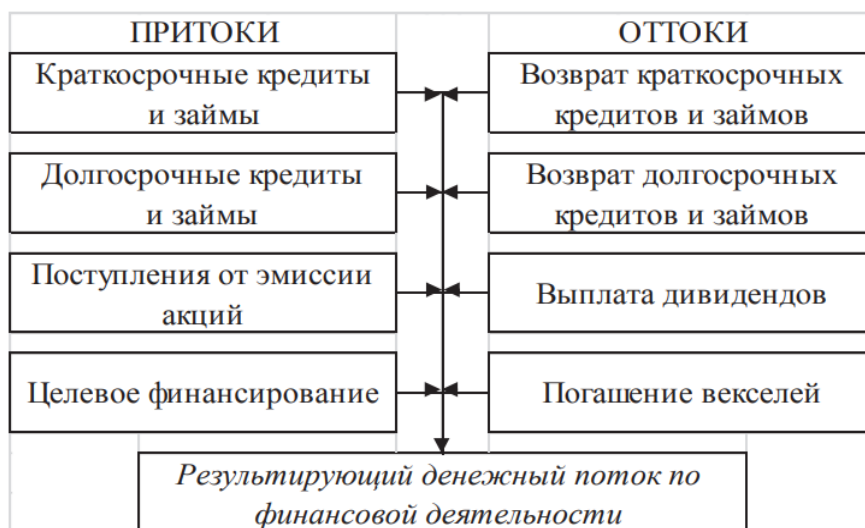 ПРИТОКИ
ОТТОКИ
Краткосрочные кредиты
и займы
Возврат краткосрочных
кредитов и займов
Долгосрочные кредиты
и займы
Возврат долгосрочных
кредитов и займов
Поступления от эмиссии
акций
Выплата дивидендов
Целевое финансирование
Погашение векселей
Результирующий денежный поток по
финансовой деятельности